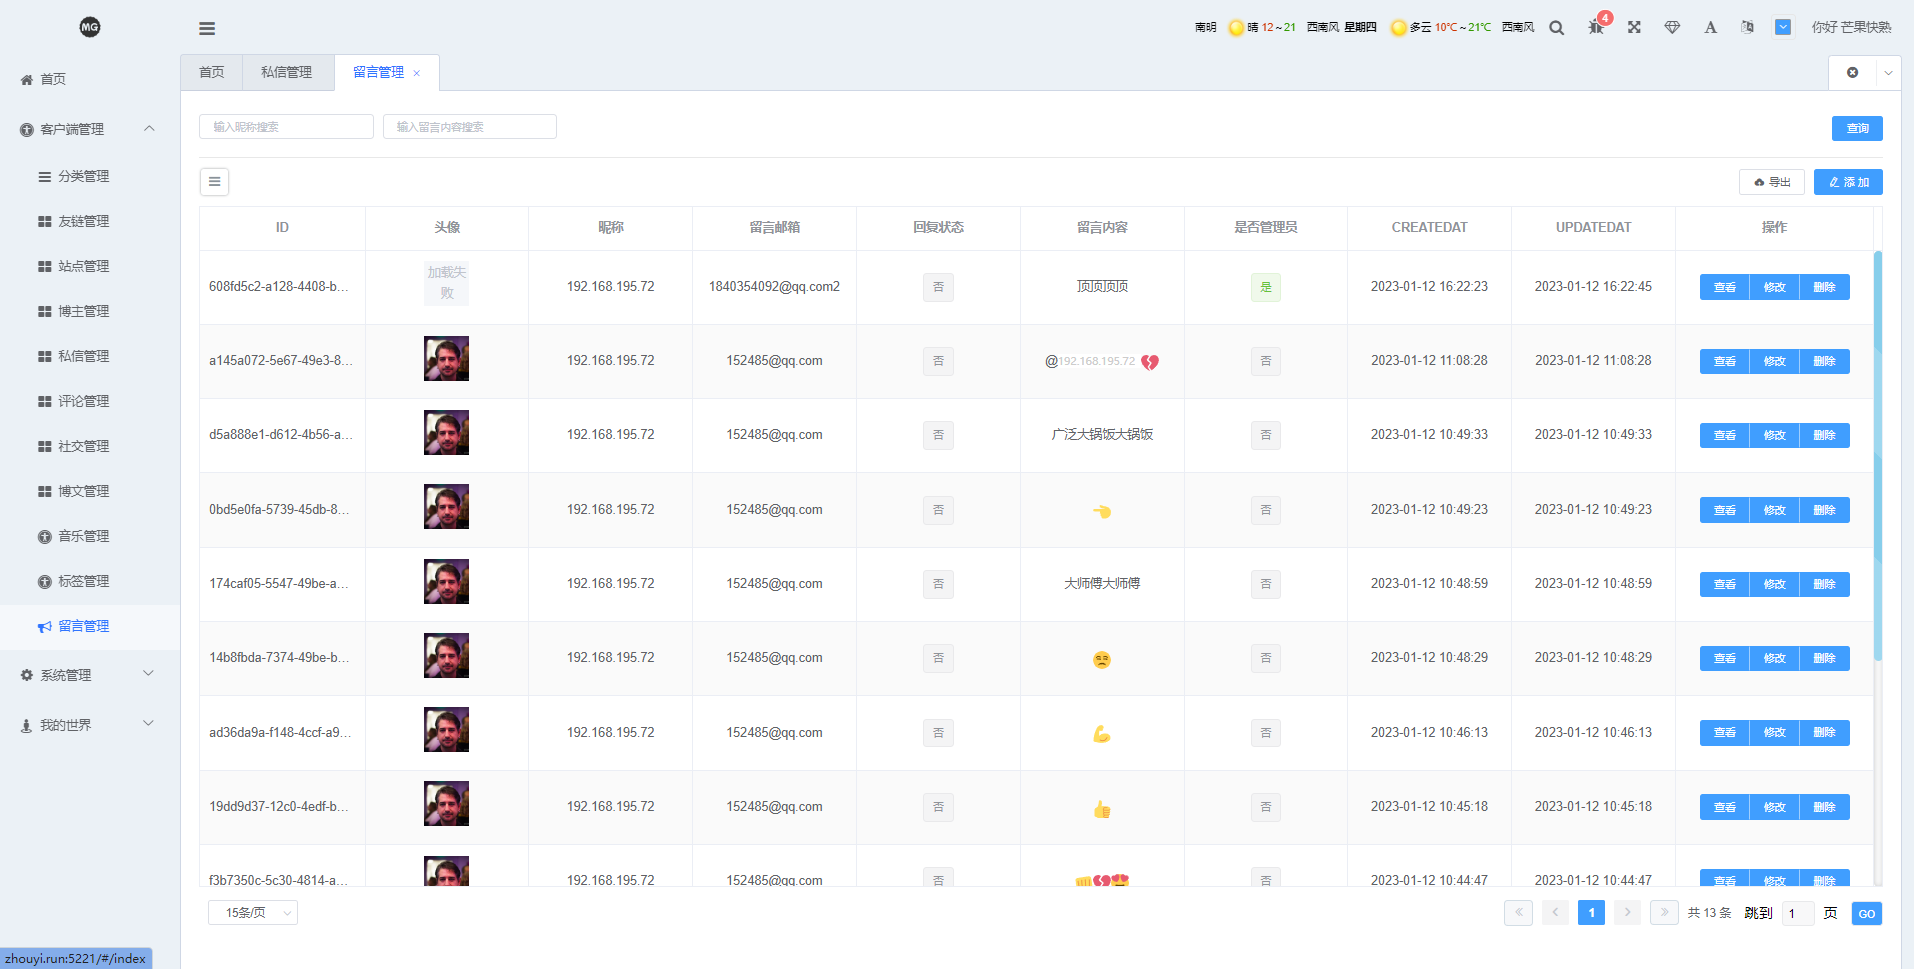 MG
南明 晴 12~21 西南风 星期四 多云 10℃~21℃ 西南风 4 你好 芒果快熟
首页
客户端管理
分类管理
友链管理
站点管理
博主管理
私信管理
评论管理
社交管理
博文管理
音乐管理
标签管理
留言管理
系统管理
我的世界
首页 私信管理 留言管理 ×
输入昵称搜索 输入留言内容搜索 查询
导出 添加
ID 头像 昵称 留言邮箱 回复状态 留言内容 是否管理员 CREATEDAT UPDATEDAT 操作
608fd5c2-a128-4408-b... 加载失败 192.168.195.72 1840354092@qq.com2 否 顶顶顶顶 是 2023-01-12 16:22:23 2023-01-12 16:22:45 查看 修改 删除
a145a072-5e67-49e3-8... 192.168.195.72 152485@qq.com 否 @192.168.195.72 💔 否 2023-01-12 11:08:28 2023-01-12 11:08:28 查看 修改 删除
d5a888e1-d612-4b56-a... 192.168.195.72 152485@qq.com 否 广泛大锅饭大锅饭 否 2023-01-12 10:49:33 2023-01-12 10:49:33 查看 修改 删除
0bd5e0fa-5739-45db-8... 192.168.195.72 152485@qq.com 否 👈 否 2023-01-12 10:49:23 2023-01-12 10:49:23 查看 修改 删除
174caf05-5547-49be-a... 192.168.195.72 152485@qq.com 否 大师傅大师傅 否 2023-01-12 10:48:59 2023-01-12 10:48:59 查看 修改 删除
14b8fbda-7374-49be-b... 192.168.195.72 152485@qq.com 否 😒 否 2023-01-12 10:48:29 2023-01-12 10:48:29 查看 修改 删除
ad36da9a-f148-4ccf-a9... 192.168.195.72 152485@qq.com 否 💪 否 2023-01-12 10:46:13 2023-01-12 10:46:13 查看 修改 删除
19dd9d37-12c0-4edf-b... 192.168.195.72 152485@qq.com 否 👍 否 2023-01-12 10:45:18 2023-01-12 10:45:18 查看 修改 删除
f3b7350c-5c30-4814-a... 192.168.195.72 152485@qq.com 否 👊💔😍 否 2023-01-12 10:44:47 2023-01-12 10:44:47 查看 修改 删除
15条/页 1 共 13 条 跳到 1 页 GO
zhouyi.run:5221/#/index